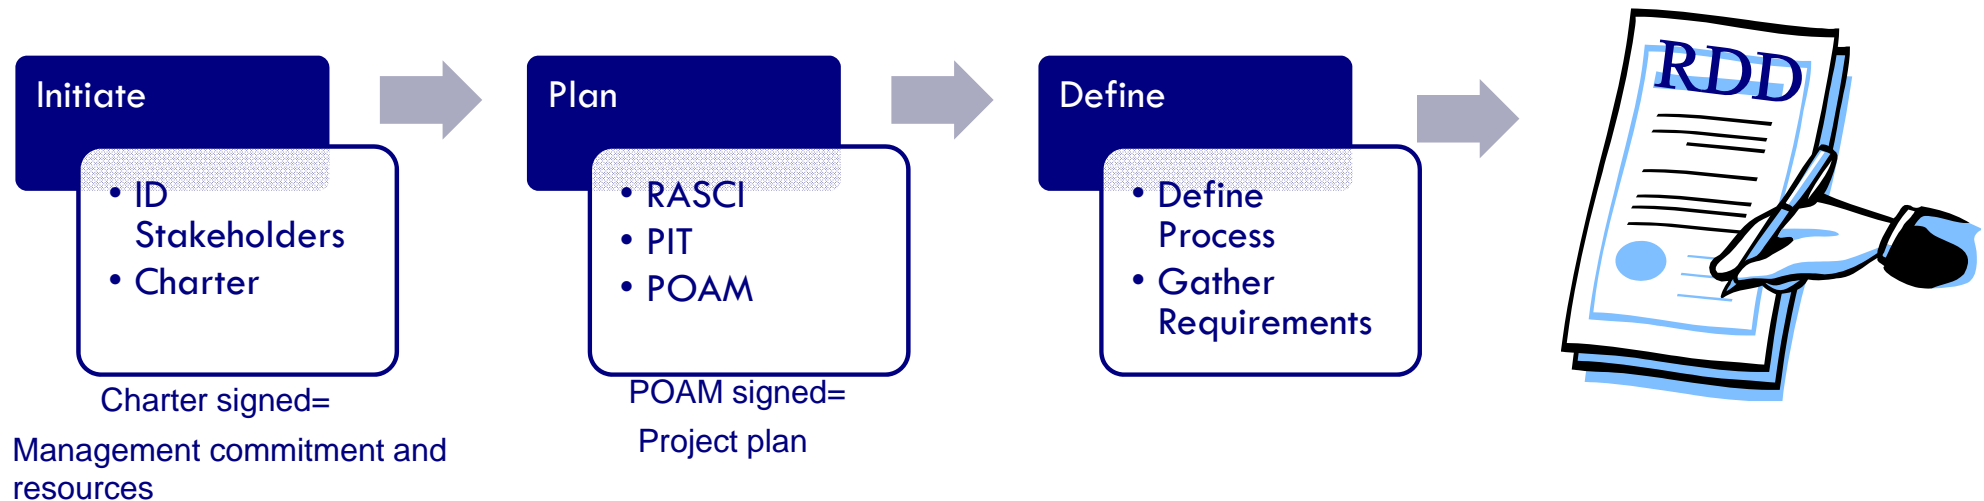 Initiate
• ID
Stakeholders
• Charter
Charter signed=
Management commitment and
resources
Plan
• RASCI
• PIT
• POAM
POAM signed=
Project plan
Define
• Define
Process
• Gather
Requirements
RDD